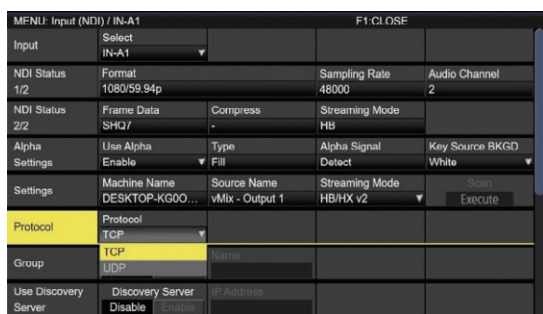 MENU: Input (NDI) / IN-A1 F1:CLOSE
Input Select
IN-A1
NDI Status
1/2 Format Sampling Rate Audio Channel
1080/59.94p 48000 2
NDI Status
2/2 Frame Data Compress Streaming Mode
SHQ7 - HB
Alpha
Settings Use Alpha Type Alpha Signal Key Source BKGD
Enable Fill Detect White
Settings Machine Name Source Name Streaming Mode Scan
DESKTOP-KG0O... vMix - Output 1 HB/HX v2 Execute
Protocol Protocol
TCP
TCP
UDP
Group Name
Use Discovery
Server Discovery Server IP Address
Disable Enable